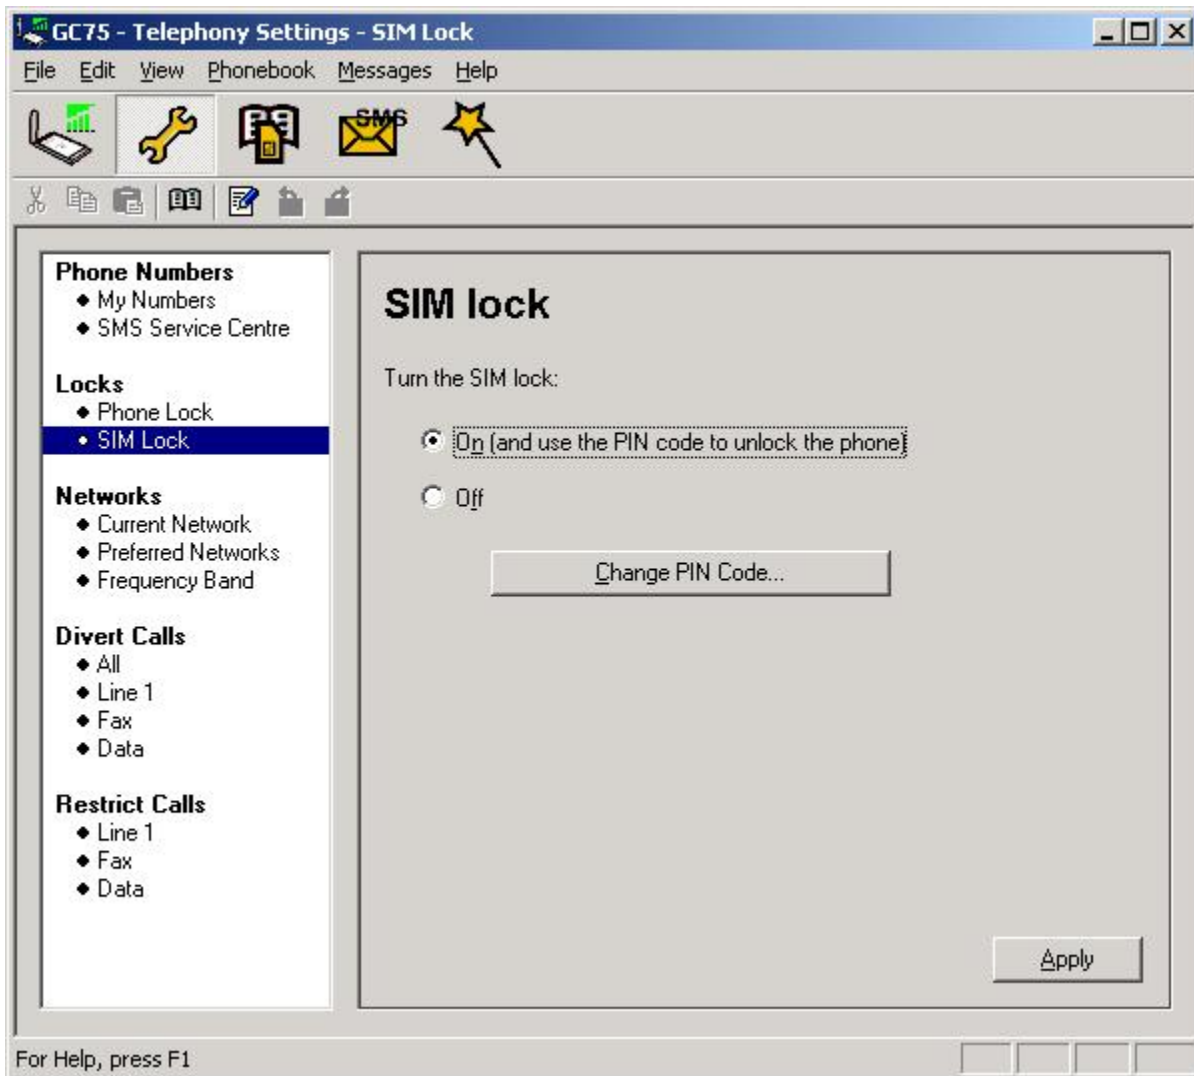 GC75 - Telephony Settings - SIM Lock
File Edit View Phonebook Messages Help
SMS
Phone Numbers
My Numbers
SMS Service Centre
Locks
Phone Lock
SIM Lock
Networks
Current Network
Preferred Networks
Frequency Band
Divert Calls
All
Line 1
Fax
Data
Restrict Calls
Line 1
Fax
Data
SIM lock
Turn the SIM lock:
On (and use the PIN code to unlock the phone)
Off
Change PIN Code...
Apply
For Help, press F1